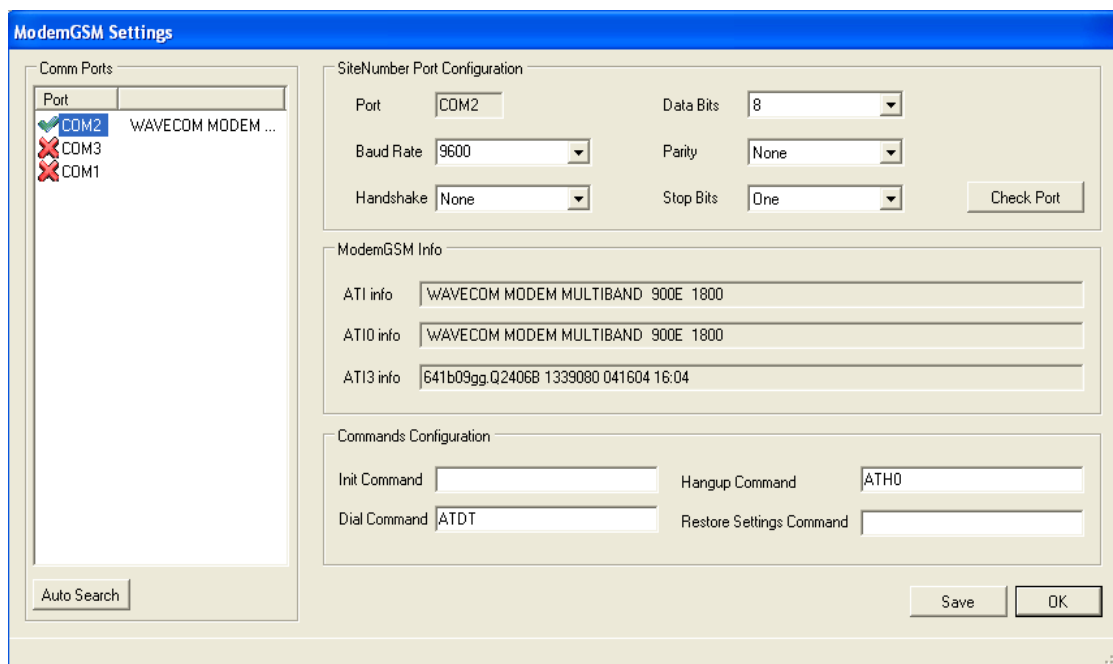 ModemGSM Settings
Comm Ports
Port
COM2 WAVECOM MODEM ...
COM3
COM1
Auto Search
SiteNumber Port Configuration
Port COM2 Data Bits 8
Baud Rate 9600 Parity None
Handshake None Stop Bits One Check Port
ModemGSM Info
ATI info WAVECOM MODEM MULTIBAND 900E 1800
ATI0 info WAVECOM MODEM MULTIBAND 900E 1800
ATI3 info 641b09gg.Q2406B 1339080 041604 16:04
Commands Configuration
Init Command Hangup Command ATH0
Dial Command ATDT Restore Settings Command
Save OK